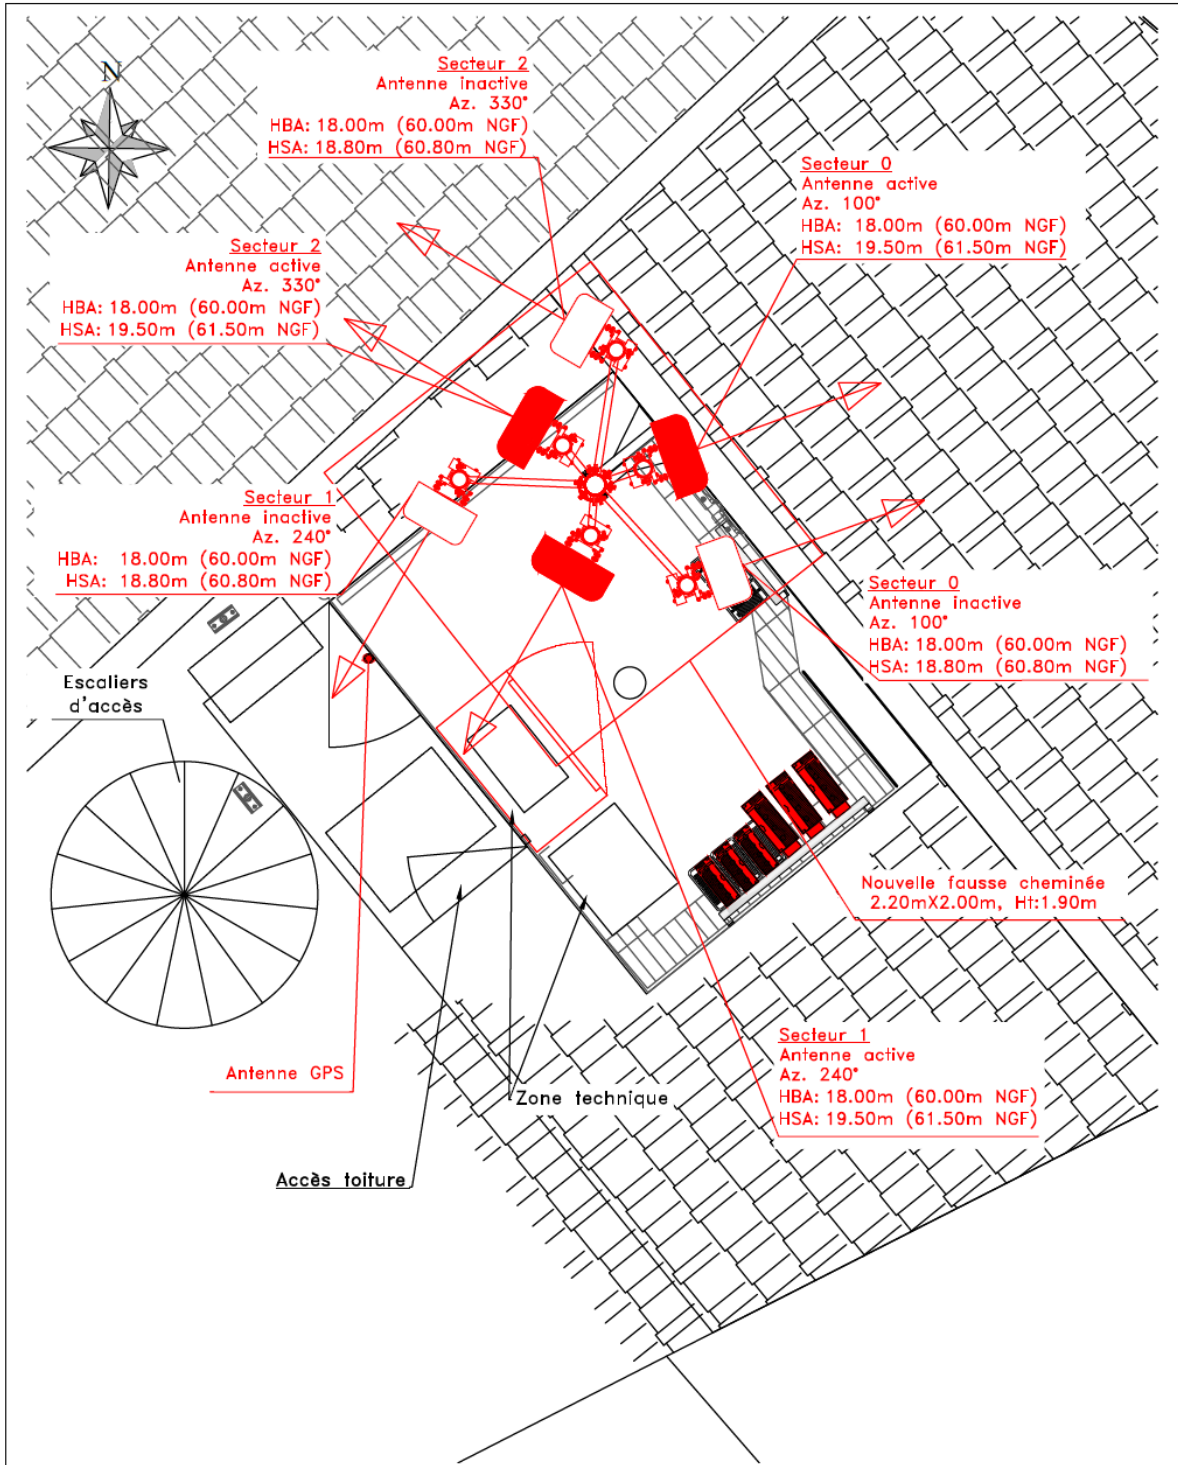 N
Secteur 2
Antenne inactive
Az. 330°
HBA: 18.00m (60.00m NGF)
HSA: 18.80m (60.80m NGF)
Secteur 0
Antenne active
Az. 100°
HBA: 18.00m (60.00m NGF)
HSA: 19.50m (61.50m NGF)
Secteur 2
Antenne active
Az. 330°
HBA: 18.00m (60.00m NGF)
HSA: 19.50m (61.50m NGF)
Secteur 1
Antenne inactive
Az. 240°
HBA: 18.00m (60.00m NGF)
HSA: 18.80m (60.80m NGF)
Secteur 0
Antenne inactive
Az. 100°
HBA: 18.00m (60.00m NGF)
HSA: 18.80m (60.80m NGF)
Escaliers
d'accès
Nouvelle fausse cheminée
2.20mX2.00m, Ht:1.90m
Secteur 1
Antenne active
Az. 240°
HBA: 18.00m (60.00m NGF)
HSA: 19.50m (61.50m NGF)
Antenne GPS
Zone technique
Accès toiture